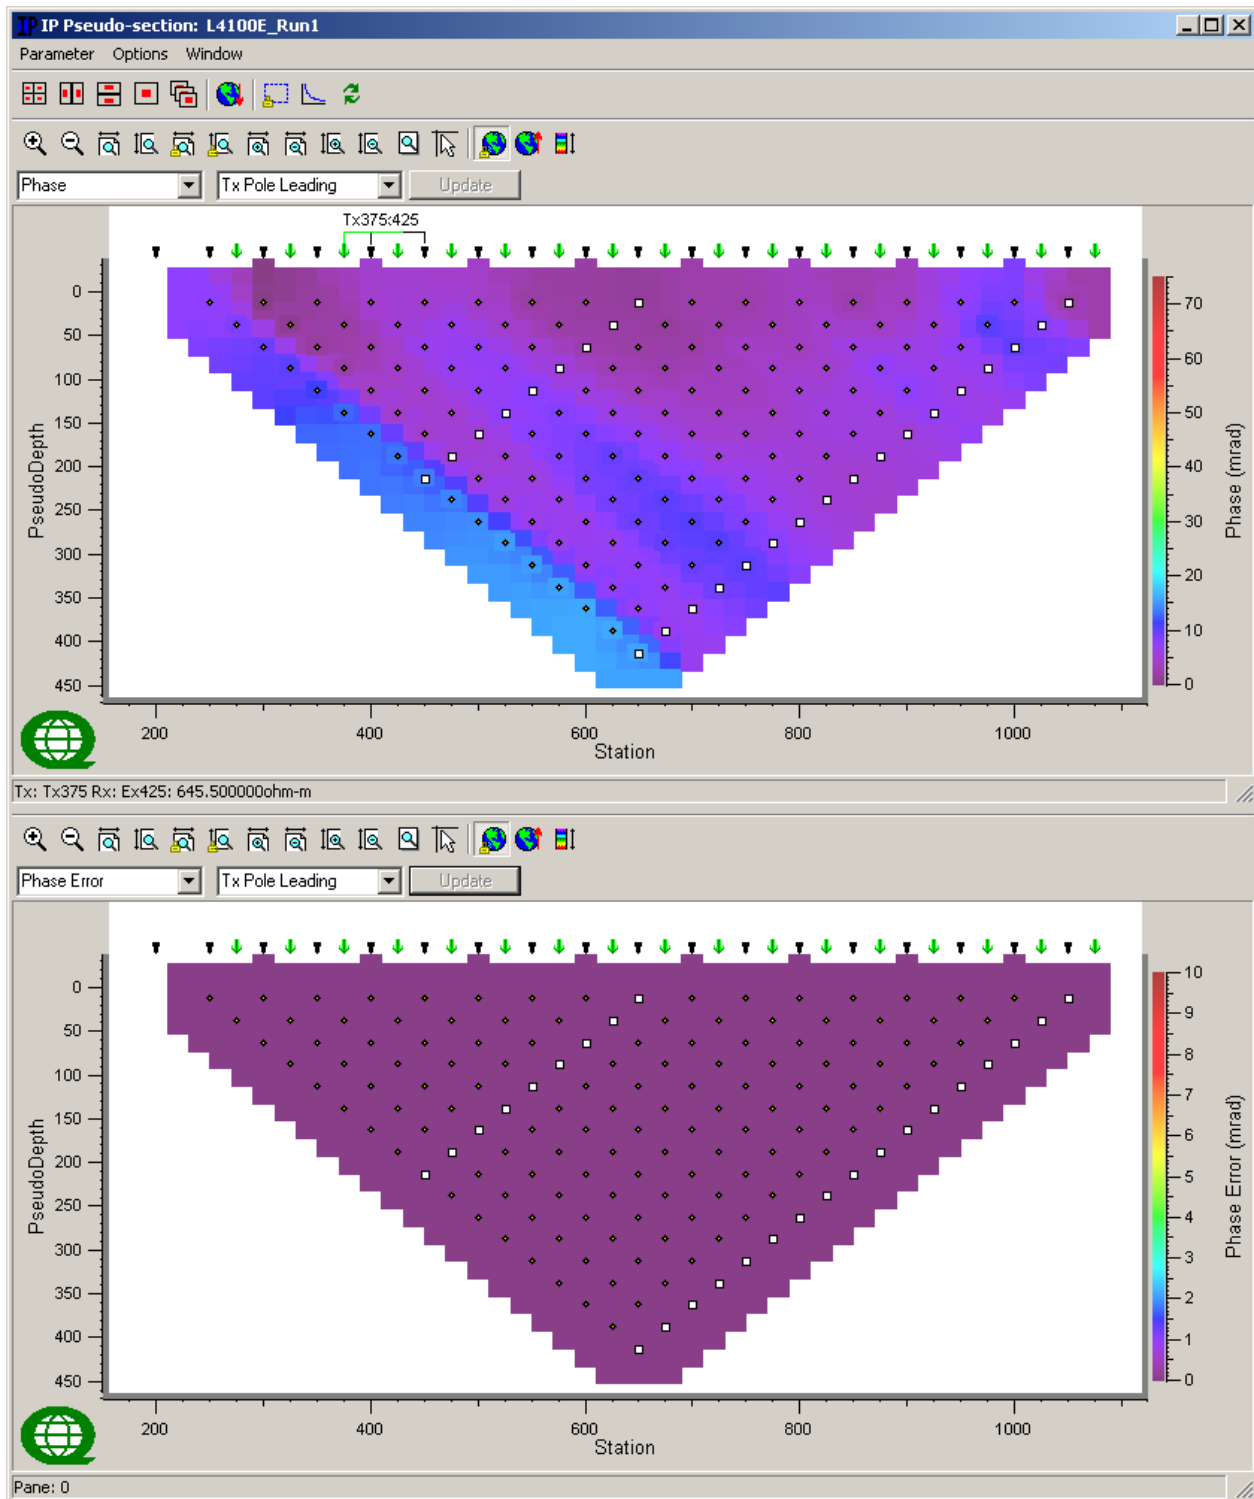 IP IP Pseudo-section: L4100E_Run1
Parameter Options Window
Phase Tx Pole Leading Update
Tx375:425
0
50
100
150
200
250
300
350
400
450
PseudoDepth
200 400 600 800 1000
Station
70
60
50
40
30
20
10
0
Phase (mrad)
Tx: Tx375 Rx: Ex425: 645.500000ohm-m
Phase Error Tx Pole Leading Update
0
50
100
150
200
250
300
350
400
450
PseudoDepth
200 400 600 800 1000
Station
10
9
8
7
6
5
4
3
2
1
0
Phase Error (mrad)
Pane: 0